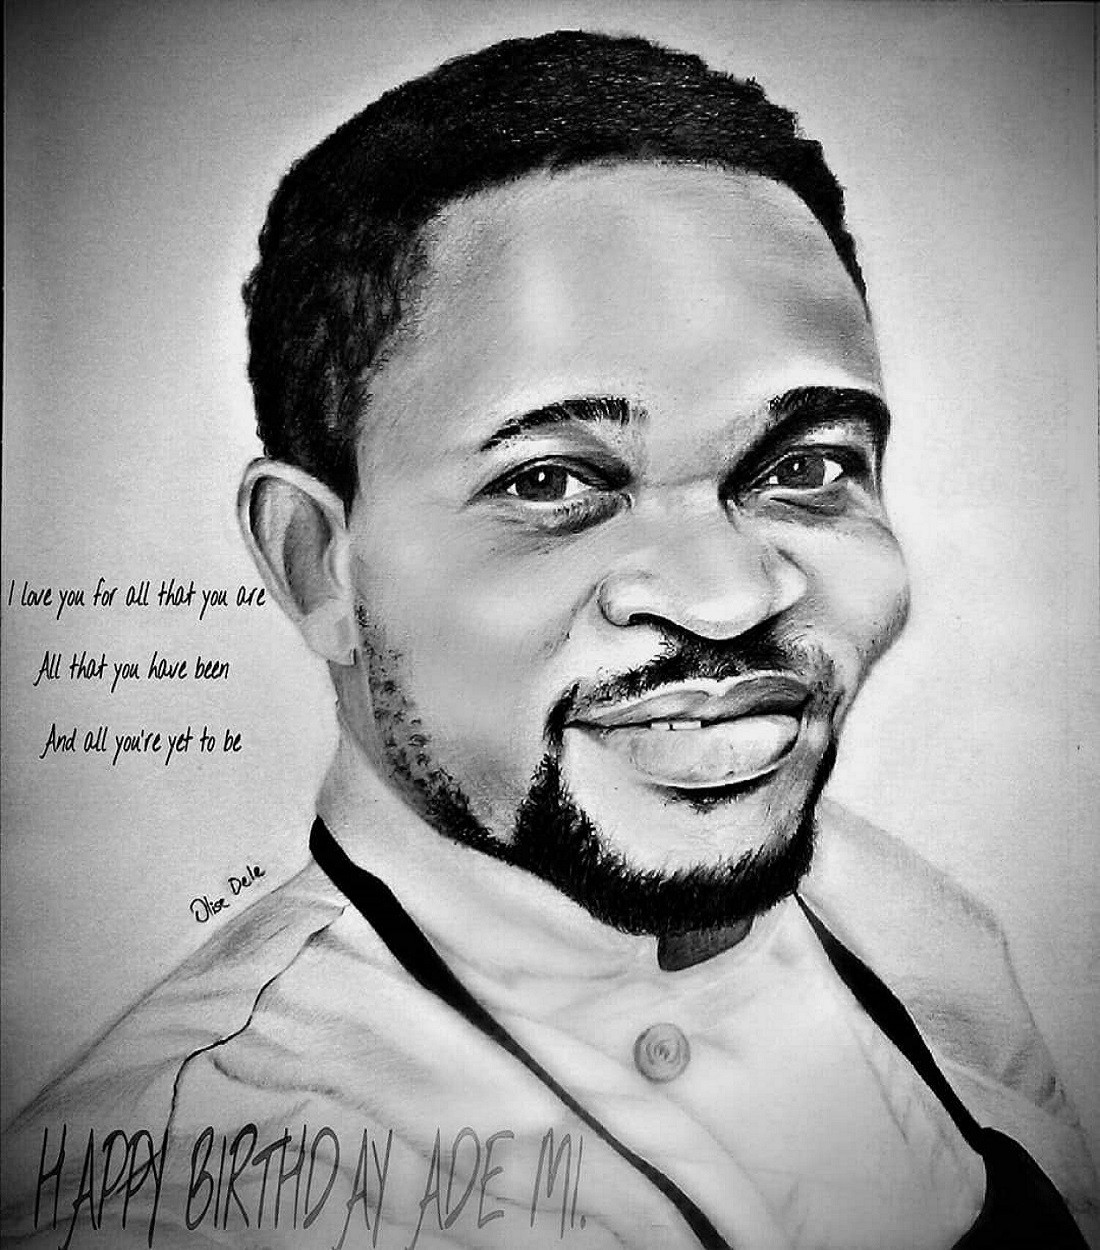 I love you for all that you are
All that you have been
And all you're yet to be
Olise Dele
HAPPY BIRTHDAY ADE MI.